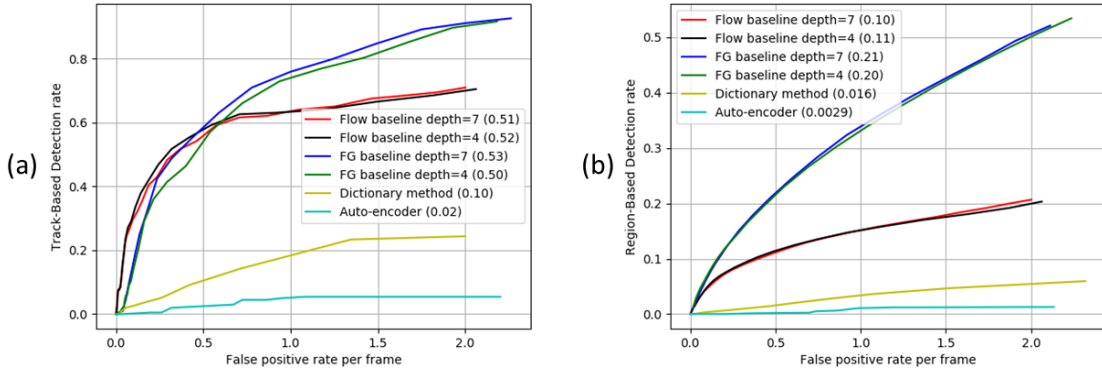 (a)
Track-Based Detection rate
0.8
0.6
0.4
0.2
0.0
Flow baseline depth=7 (0.51)
Flow baseline depth=4 (0.52)
FG baseline depth=7 (0.53)
FG baseline depth=4 (0.50)
Dictionary method (0.10)
Auto-encoder (0.02)
0.0 0.5 1.0 1.5 2.0
False positive rate per frame
(b)
Region-Based Detection rate
0.5
0.4
0.3
0.2
0.1
0.0
Flow baseline depth=7 (0.10)
Flow baseline depth=4 (0.11)
FG baseline depth=7 (0.21)
FG baseline depth=4 (0.20)
Dictionary method (0.016)
Auto-encoder (0.0029)
0.0 0.5 1.0 1.5 2.0
False positive rate per frame